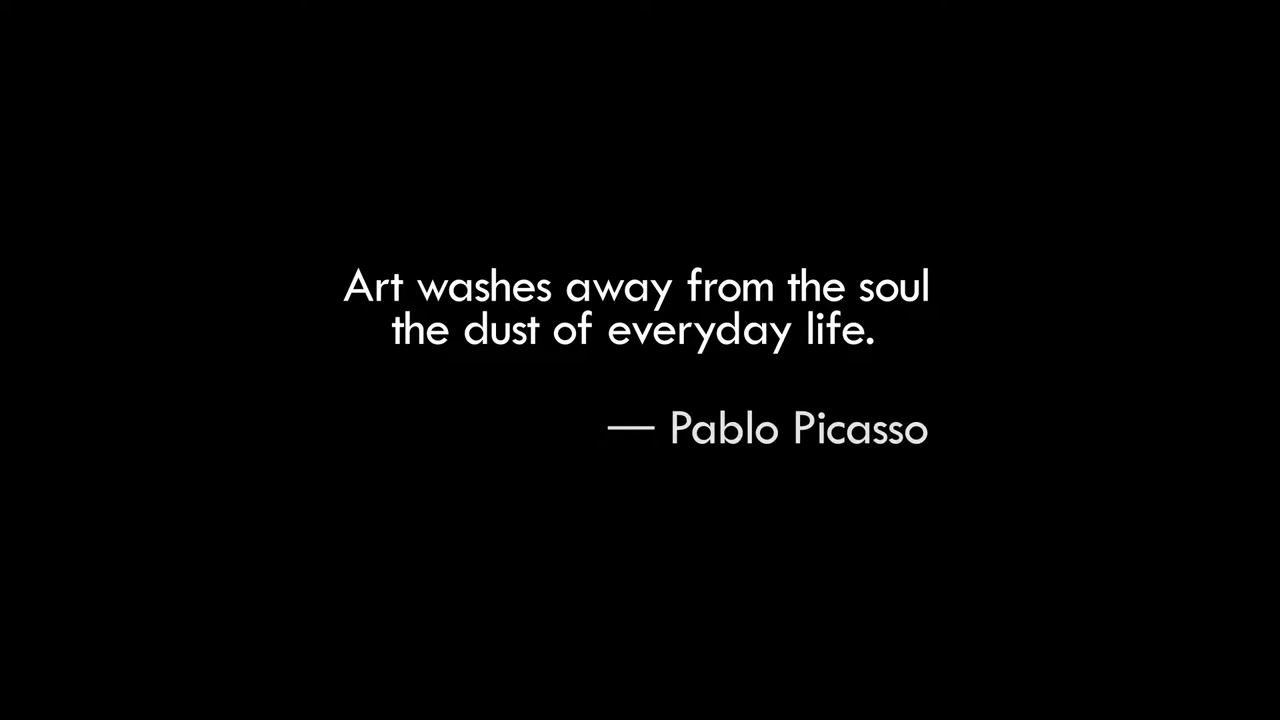 Art washes away from the soul
the dust of everyday life.
— Pablo Picasso